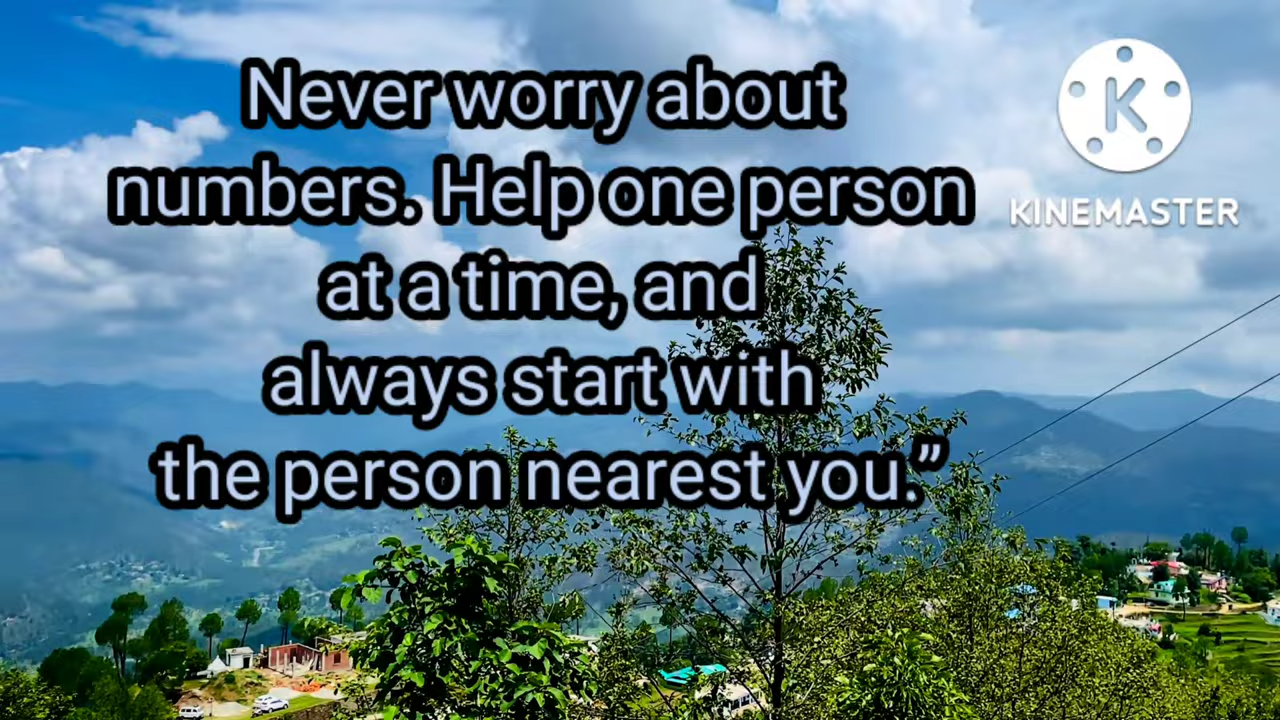 Never worry about
numbers. Help one person
at a time, and
always start with
the person nearest you.”
K
KINEMASTER